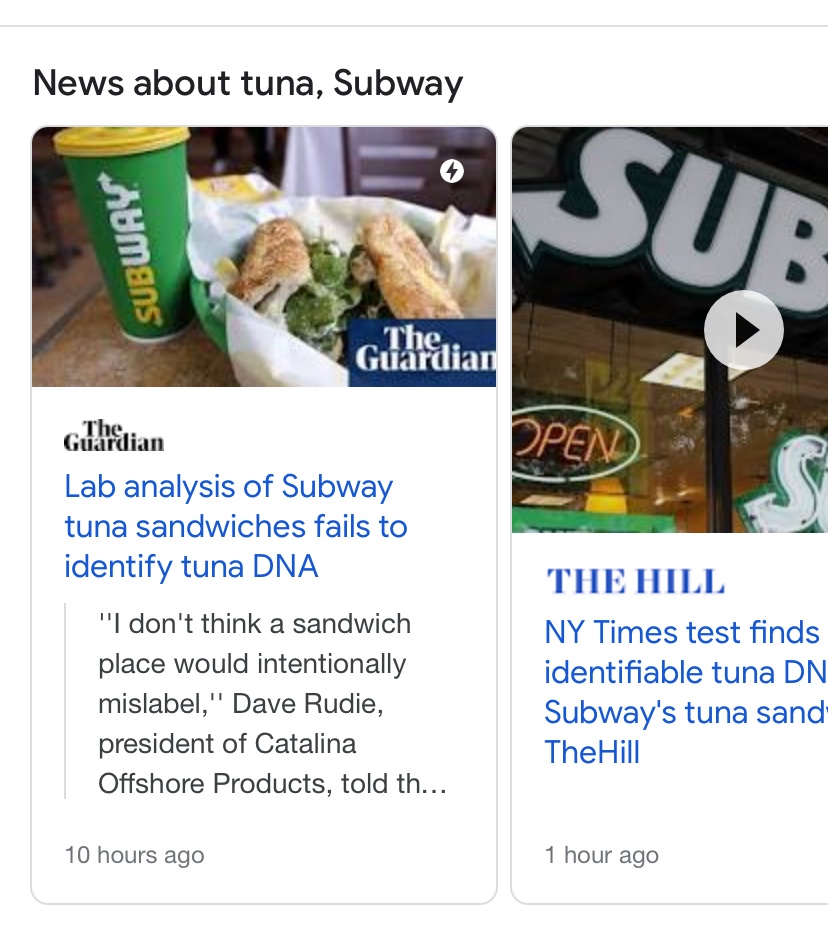 News about tuna, Subway
SUBWAY
The
Guardian
The
Guardian
Lab analysis of Subway
tuna sandwiches fails to
identify tuna DNA
''I don't think a sandwich
place would intentionally
mislabel,'' Dave Rudie,
president of Catalina
Offshore Products, told th…
10 hours ago
SUB
OPEN
THE HILL
NY Times test finds
identifiable tuna DN
Subway's tuna sand
TheHill
1 hour ago